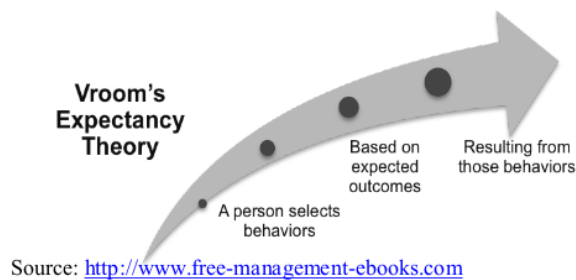 Vroom's
Expectancy
Theory
A person selects
behaviors
Based on
expected
outcomes
Resulting from
those behaviors
Source: http://www.free-management-ebooks.com